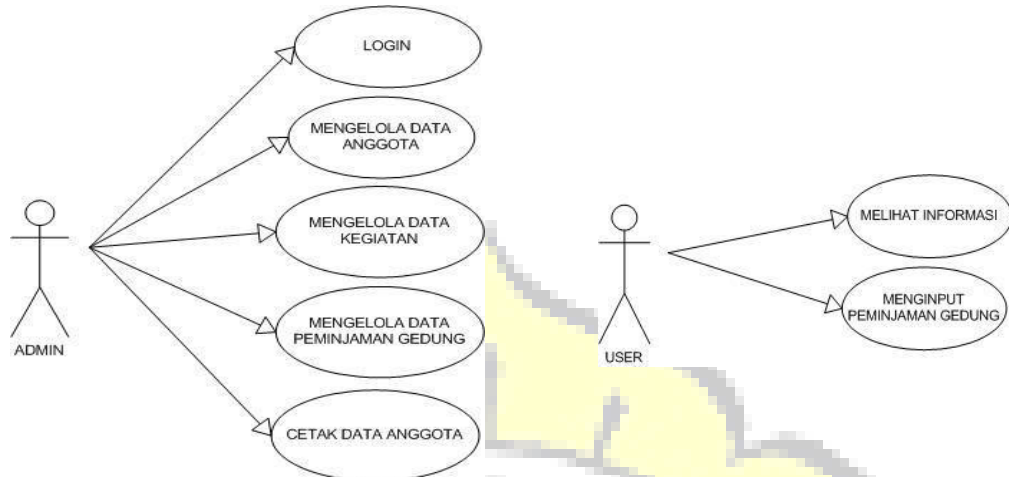 LOGIN
MENGELOLA DATA
ANGGOTA
MENGELOLA DATA
KEGIATAN
MENGELOLA DATA
PEMINJAMAN GEDUNG
CETAK DATA ANGGOTA
ADMIN
MELIHAT INFORMASI
MENGINPUT
PEMINJAMAN GEDUNG
USER